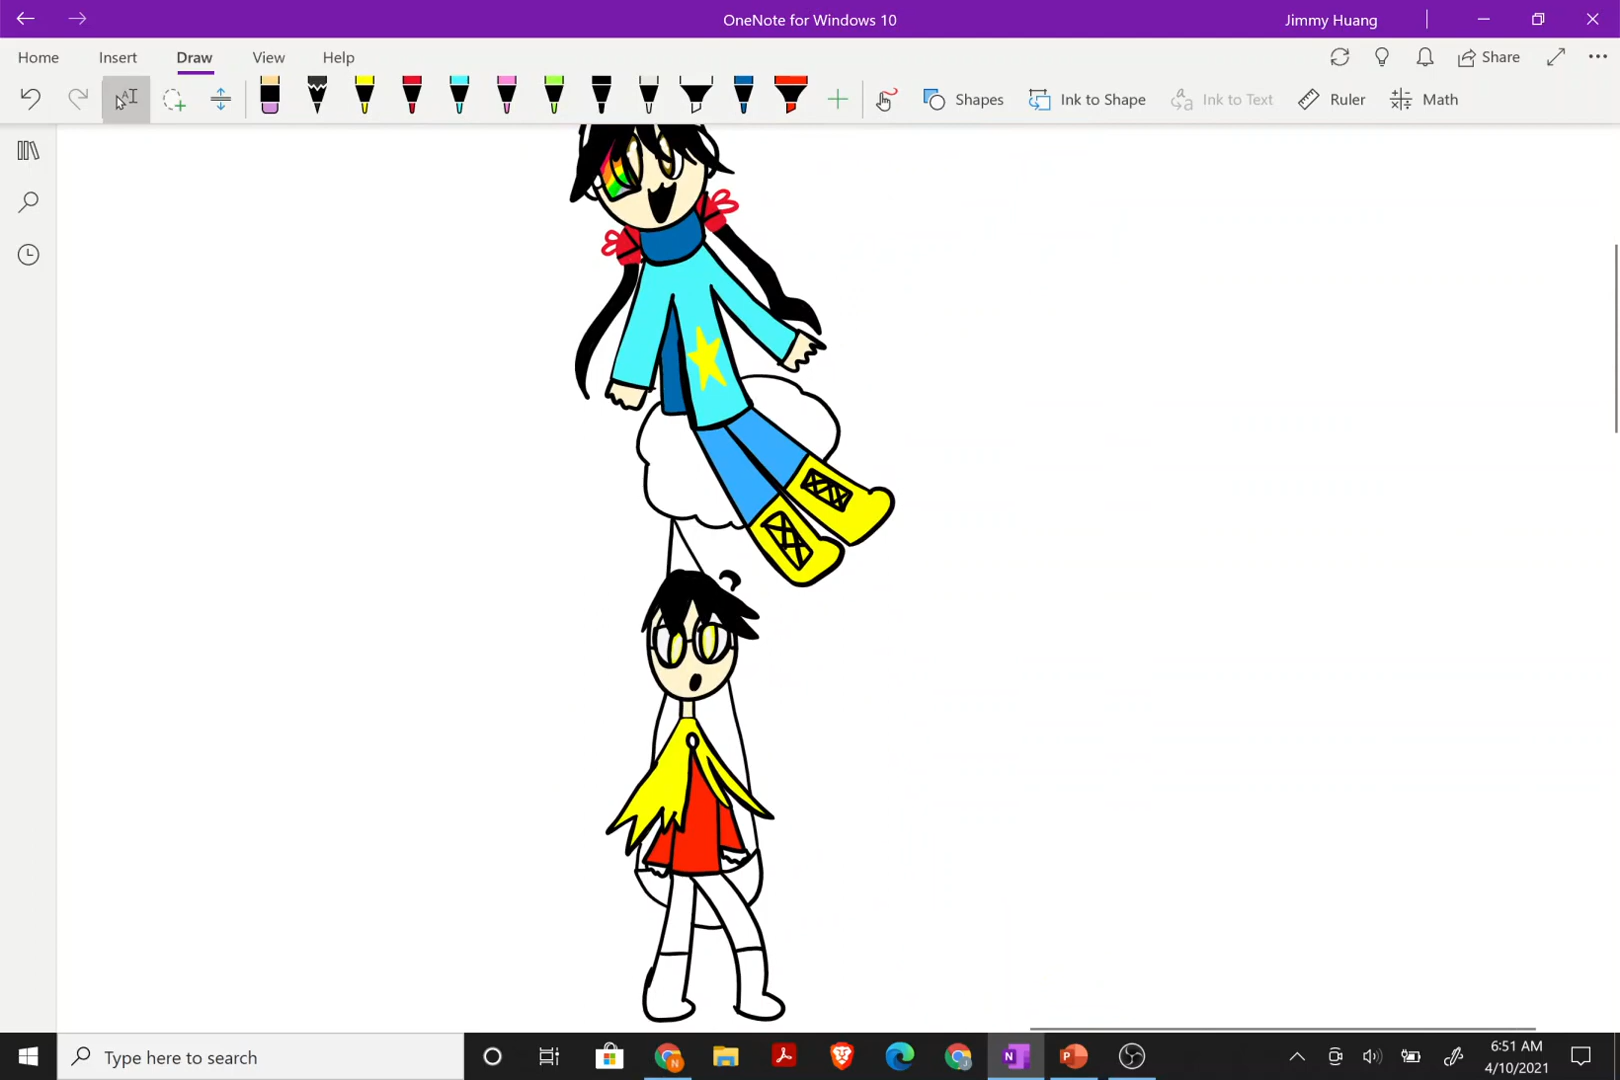 OneNote for Windows 10
Jimmy Huang
Home Insert Draw View Help
Share
Shapes Ink to Shape Ink to Text Ruler Math
Type here to search
6:51 AM
4/10/2021